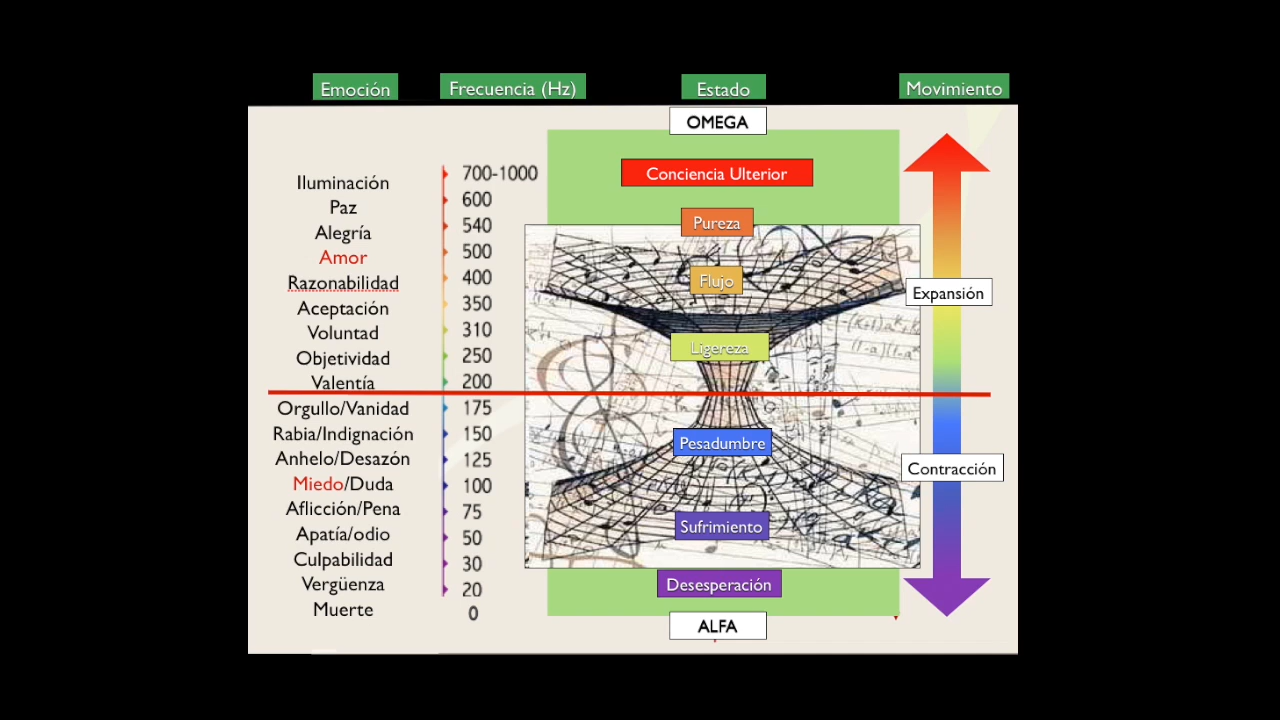 Emoción
Frecuencia (Hz)
Estado
Movimiento
OMEGA
Iluminación
Paz
Alegría
Amor
Razonabilidad
Aceptación
Voluntad
Objetividad
Valentía
Orgullo/Vanidad
Rabia/Indignación
Anhelo/Desazón
Miedo/Duda
Aflicción/Pena
Apatía/odio
Culpabilidad
Vergüenza
Muerte
700-1000
600
540
500
400
350
310
250
200
175
150
125
100
75
50
30
20
0
Conciencia Ulterior
Pureza
Flujo
Ligereza
Pesadumbre
Sufrimiento
Desesperación
ALFA
Expansión
Contracción